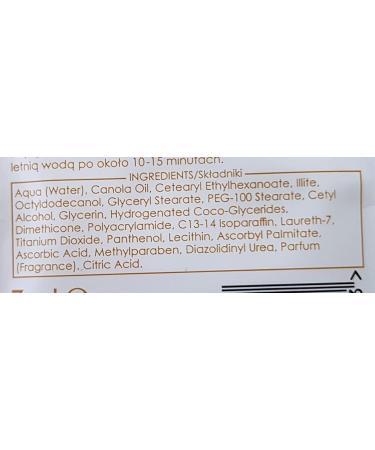 letnią wodą po około 10-15 minutach.
INGREDIENTS/Składniki
Aqua (Water), Canola Oil, Cetearyl Ethylhexanoate, Illite,
Octyldodecanol, Glyceryl Stearate, PEG-100 Stearate, Cetyl
Alcohol, Glycerin, Hydrogenated Coco-Glycerides,
Dimethicone, Polyacrylamide, C13-14 Isoparaffin, Laureth-7,
Titanium Dioxide, Panthenol, Lecithin, Ascorbyl Palmitate,
Ascorbic Acid, Methylparaben, Diazolidinyl Urea, Parfum
(Fragrance), Citric Acid.